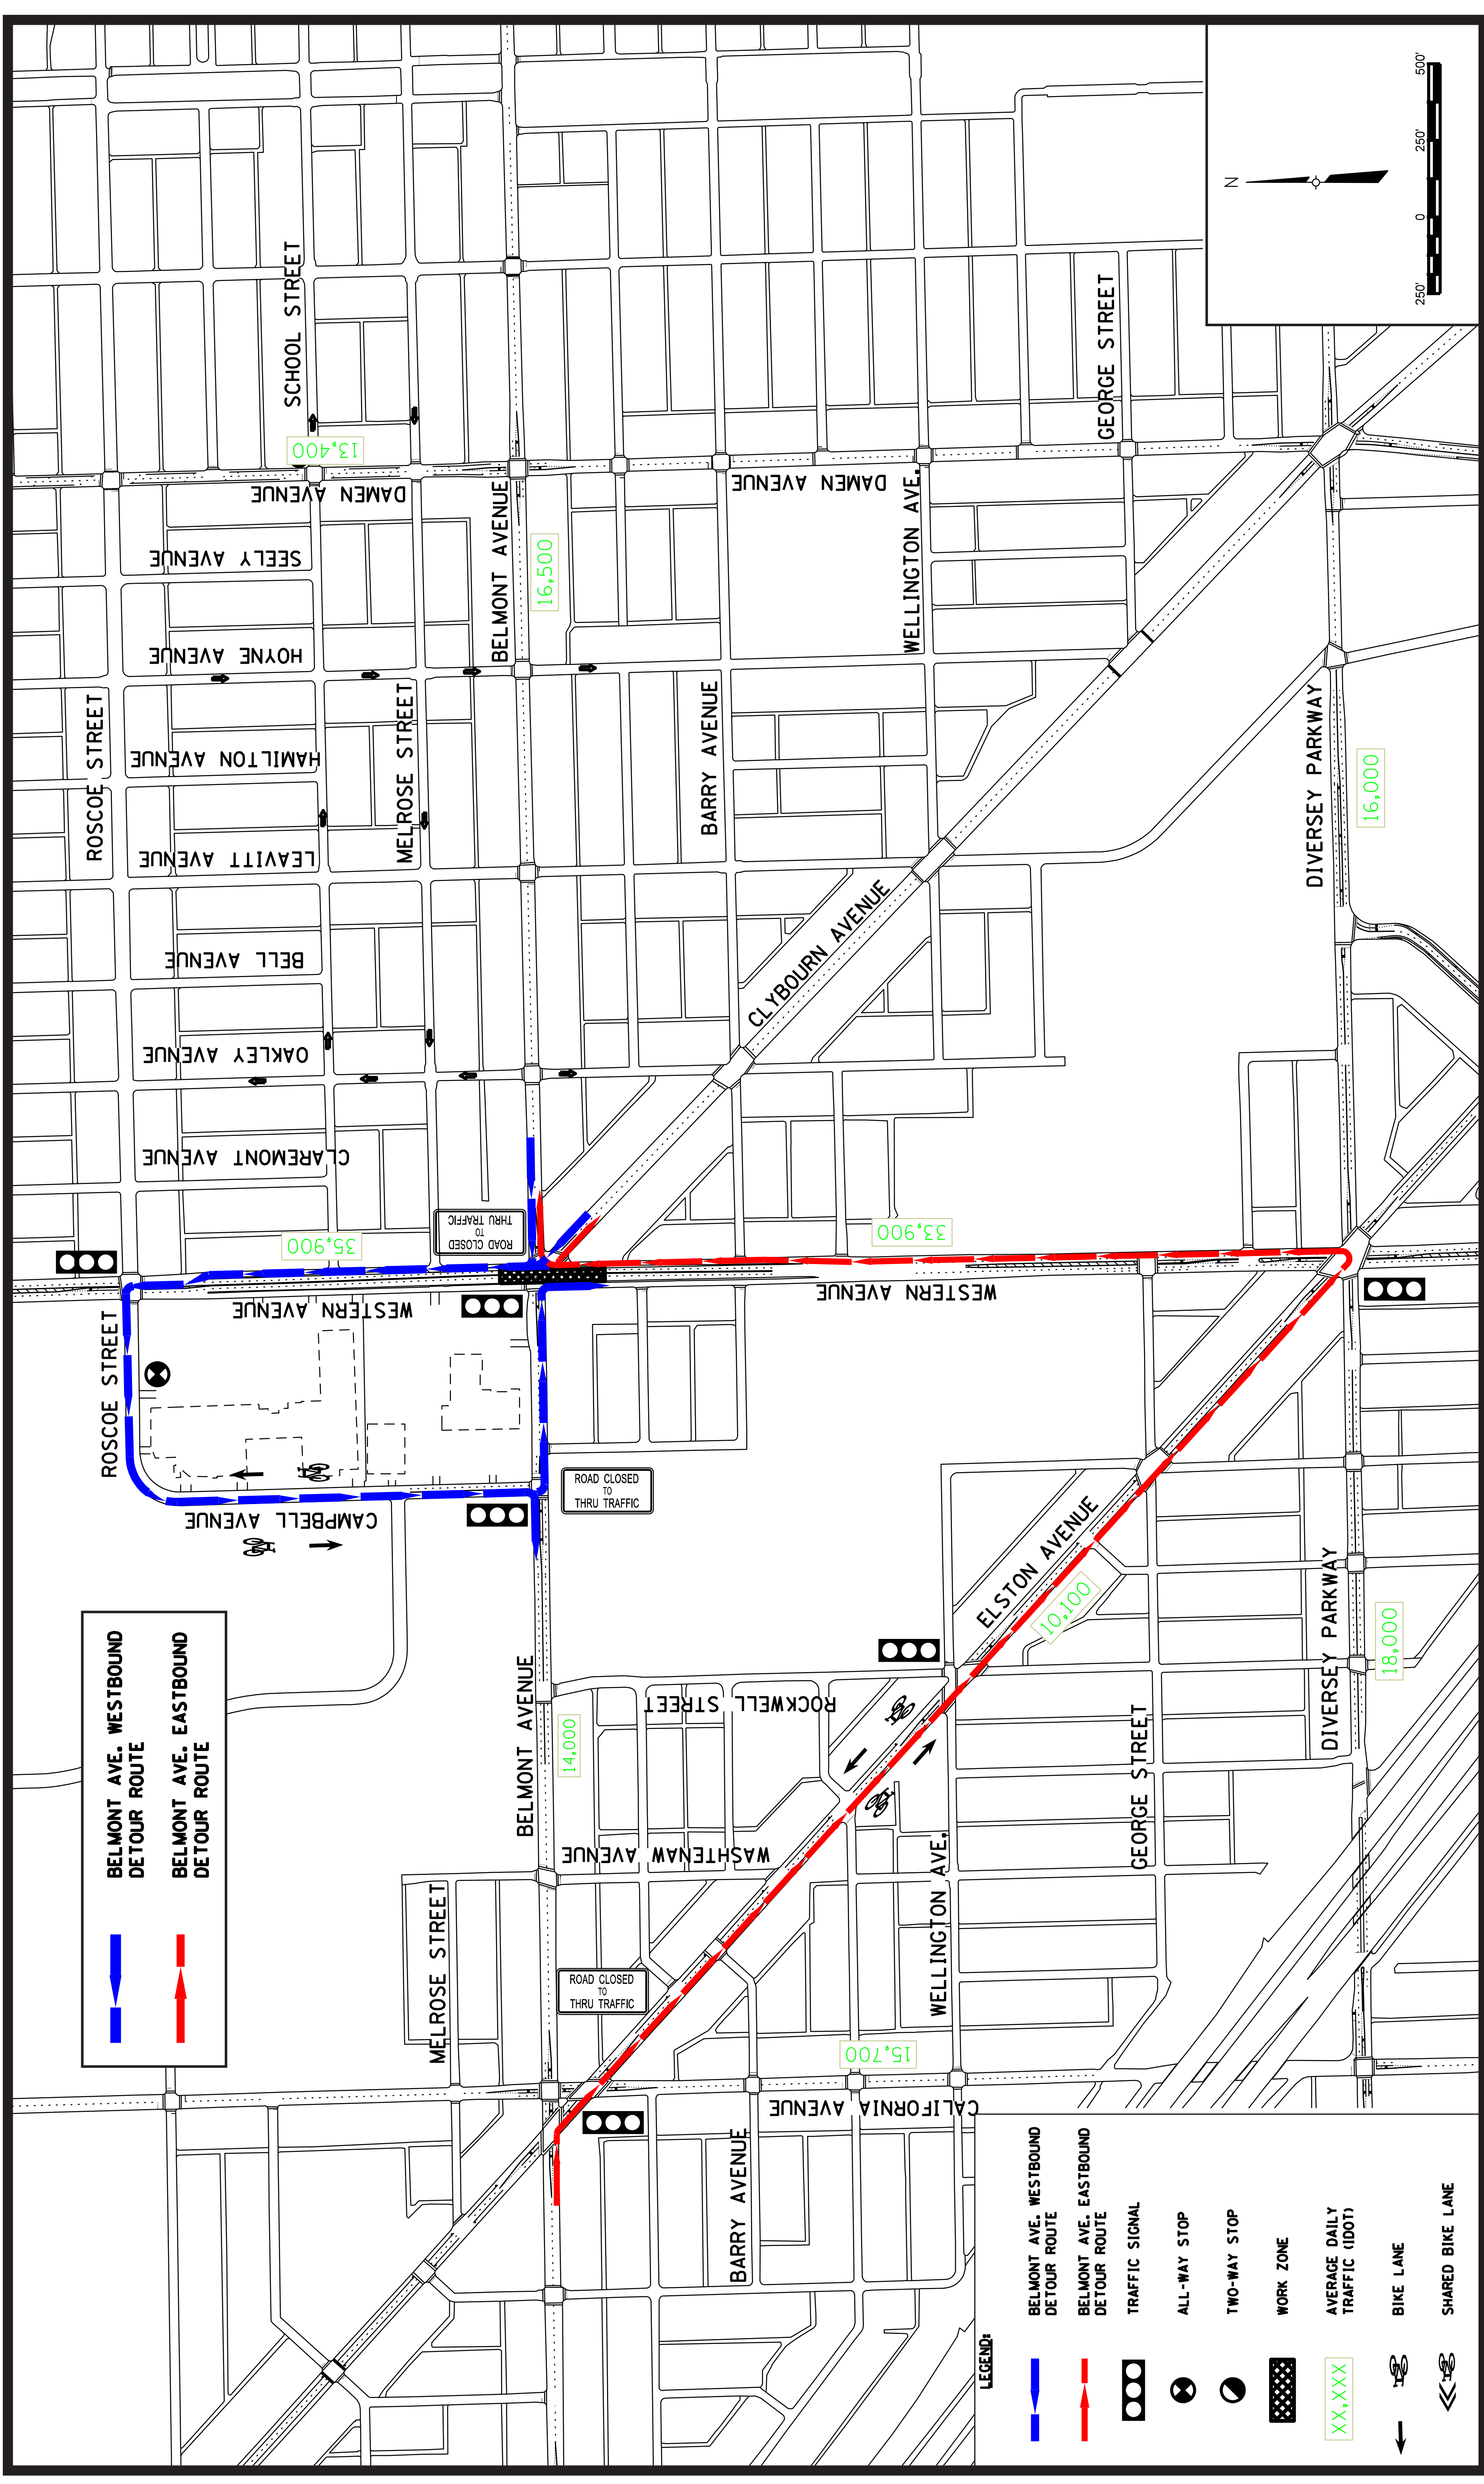 BELMONT AVE. WESTBOUND
DETOUR ROUTE
BELMONT AVE. EASTBOUND
DETOUR ROUTE
ROSCOE STREET
ROSCOE STREET
SCHOOL STREET
MELROSE STREET
MELROSE STREET
BELMONT AVENUE
BELMONT AVENUE
BARRY AVENUE
BARRY AVENUE
WELLINGTON AVE.
WELLINGTON AVE.
GEORGE STREET
GEORGE STREET
DIVERSEY PARKWAY
DIVERSEY PARKWAY
CLYBOURN AVENUE
ELSTON AVENUE
CAMPBELL AVENUE
WESTERN AVENUE
WESTERN AVENUE
CLAREMONT AVENUE
OAKLEY AVENUE
BELL AVENUE
LEAVITT AVENUE
HAMILTON AVENUE
HOYNE AVENUE
SEELY AVENUE
DAMEN AVENUE
DAMEN AVENUE
ROCKWELL STREET
WASHTENAW AVENUE
CALIFORNIA AVENUE
ROAD CLOSED
TO
THRU TRAFFIC
ROAD CLOSED
TO
THRU TRAFFIC
ROAD CLOSED
TO
THRU TRAFFIC
13,400
16,500
35,900
33,900
16,000
14,000
10,100
18,000
15,700
N
250'
0
250'
500'
LEGEND:
BELMONT AVE. WESTBOUND
DETOUR ROUTE
BELMONT AVE. EASTBOUND
DETOUR ROUTE
TRAFFIC SIGNAL
ALL-WAY STOP
TWO-WAY STOP
WORK ZONE
XX,XXX
AVERAGE DAILY
TRAFFIC (IDOT)
BIKE LANE
SHARED BIKE LANE